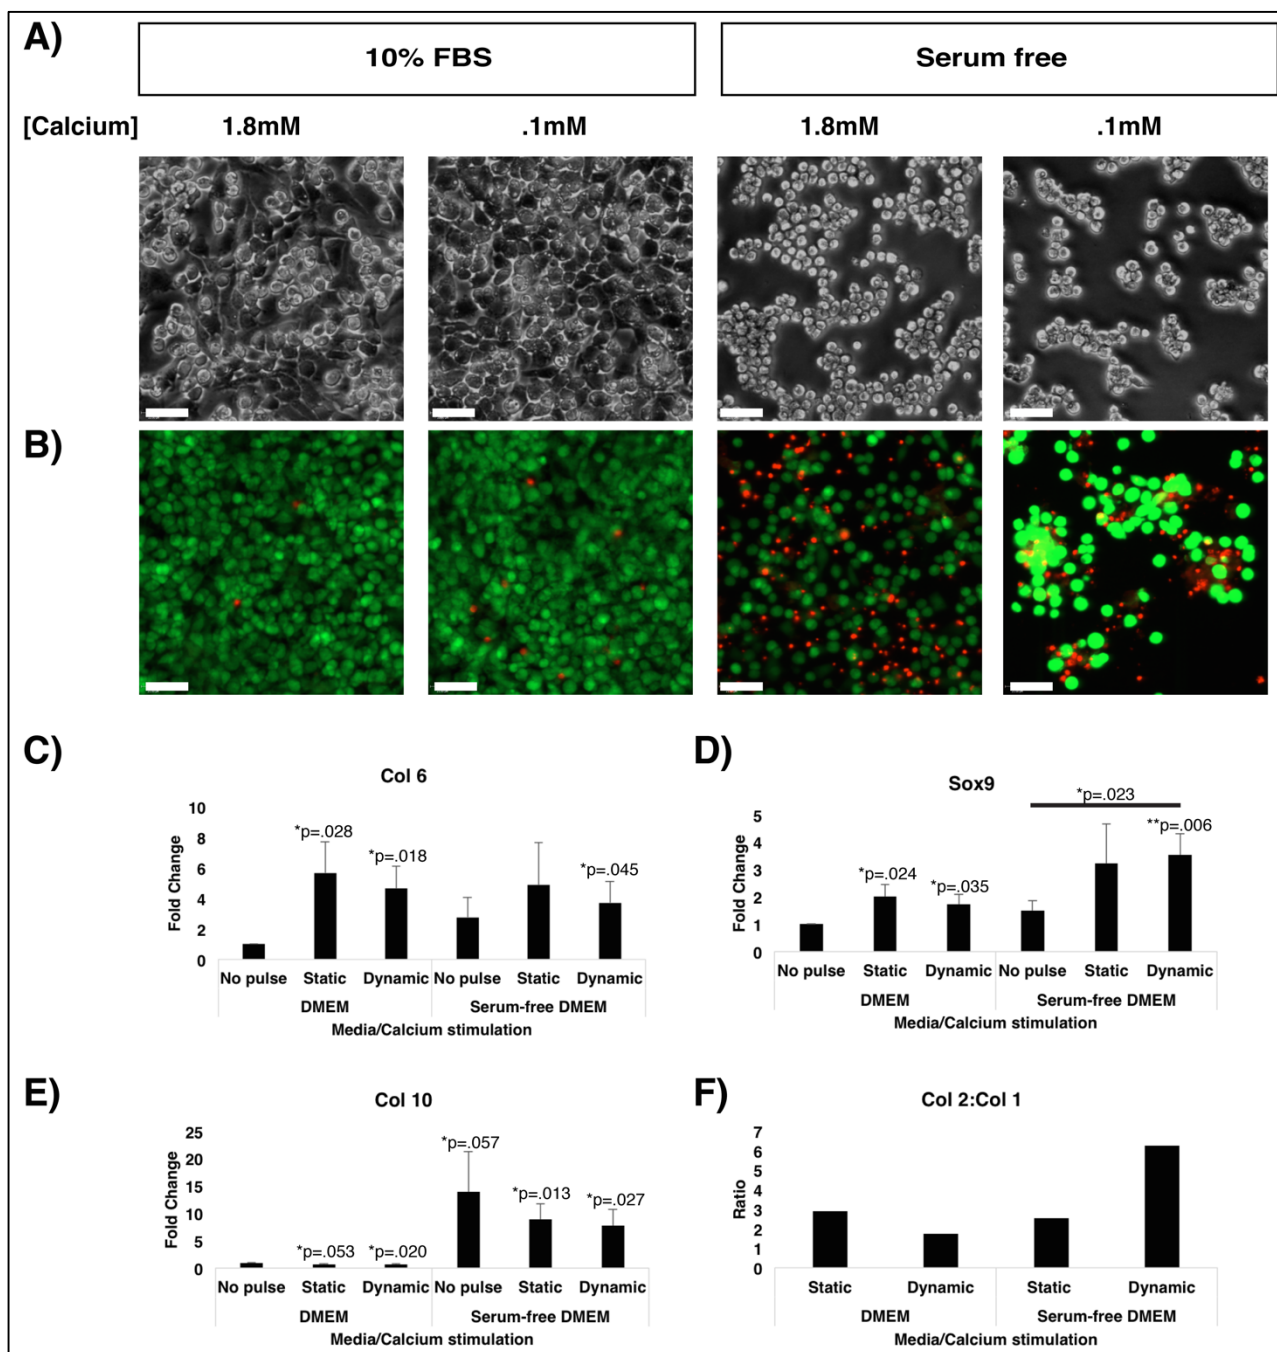 A)
10% FBS
Serum free
[Calcium] 1.8mM .1mM 1.8mM .1mM
B)
C)
Col 6
Fold Change
10
8
6
4
2
0
*p=.028
*p=.018
*p=.045
No pulse Static Dynamic No pulse Static Dynamic
DMEM Serum-free DMEM
Media/Calcium stimulation
D)
Sox9
Fold Change
5
4
3
2
1
0
*p=.023
**p=.006
*p=.024
*p=.035
No pulse Static Dynamic No pulse Static Dynamic
DMEM Serum-free DMEM
Media/Calcium stimulation
E)
Col 10
Fold Change
25
20
15
10
5
0
*p=.057
*p=.013
*p=.027
*p=.053
*p=.020
No pulse Static Dynamic No pulse Static Dynamic
DMEM Serum-free DMEM
Media/Calcium stimulation
F)
Col 2:Col 1
Ratio
7
6
5
4
3
2
1
0
Static Dynamic Static Dynamic
DMEM Serum-free DMEM
Media/Calcium stimulation